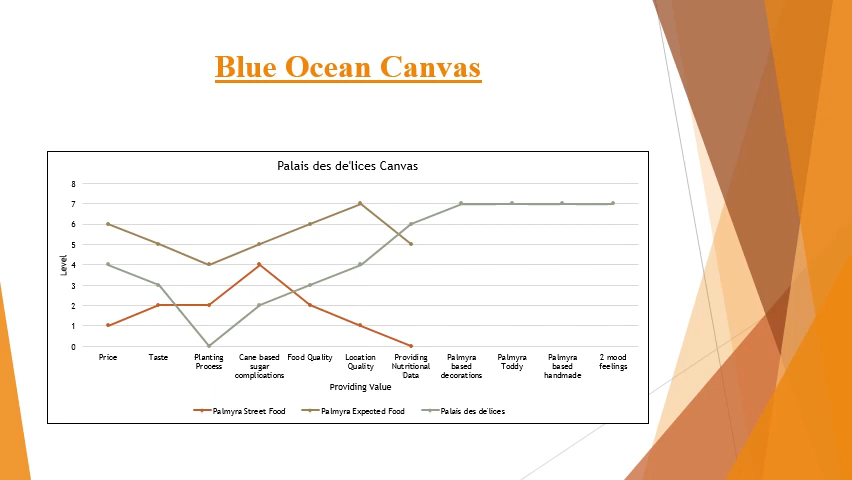 Blue Ocean Canvas
Palais des de'lices Canvas
8
7
6
5
4
3
2
1
0
Level
Price
Taste
Planting
Process
Cane based
sugar
complications
Food Quality
Location
Quality
Providing
Nutritional
Data
Palmyra
based
decorations
Palmyra
Toddy
Palmyra
based
handmade
2 mood
feelings
Providing Value
Palmyra Street Food
Palmyra Expected Food
Palais des de'lices